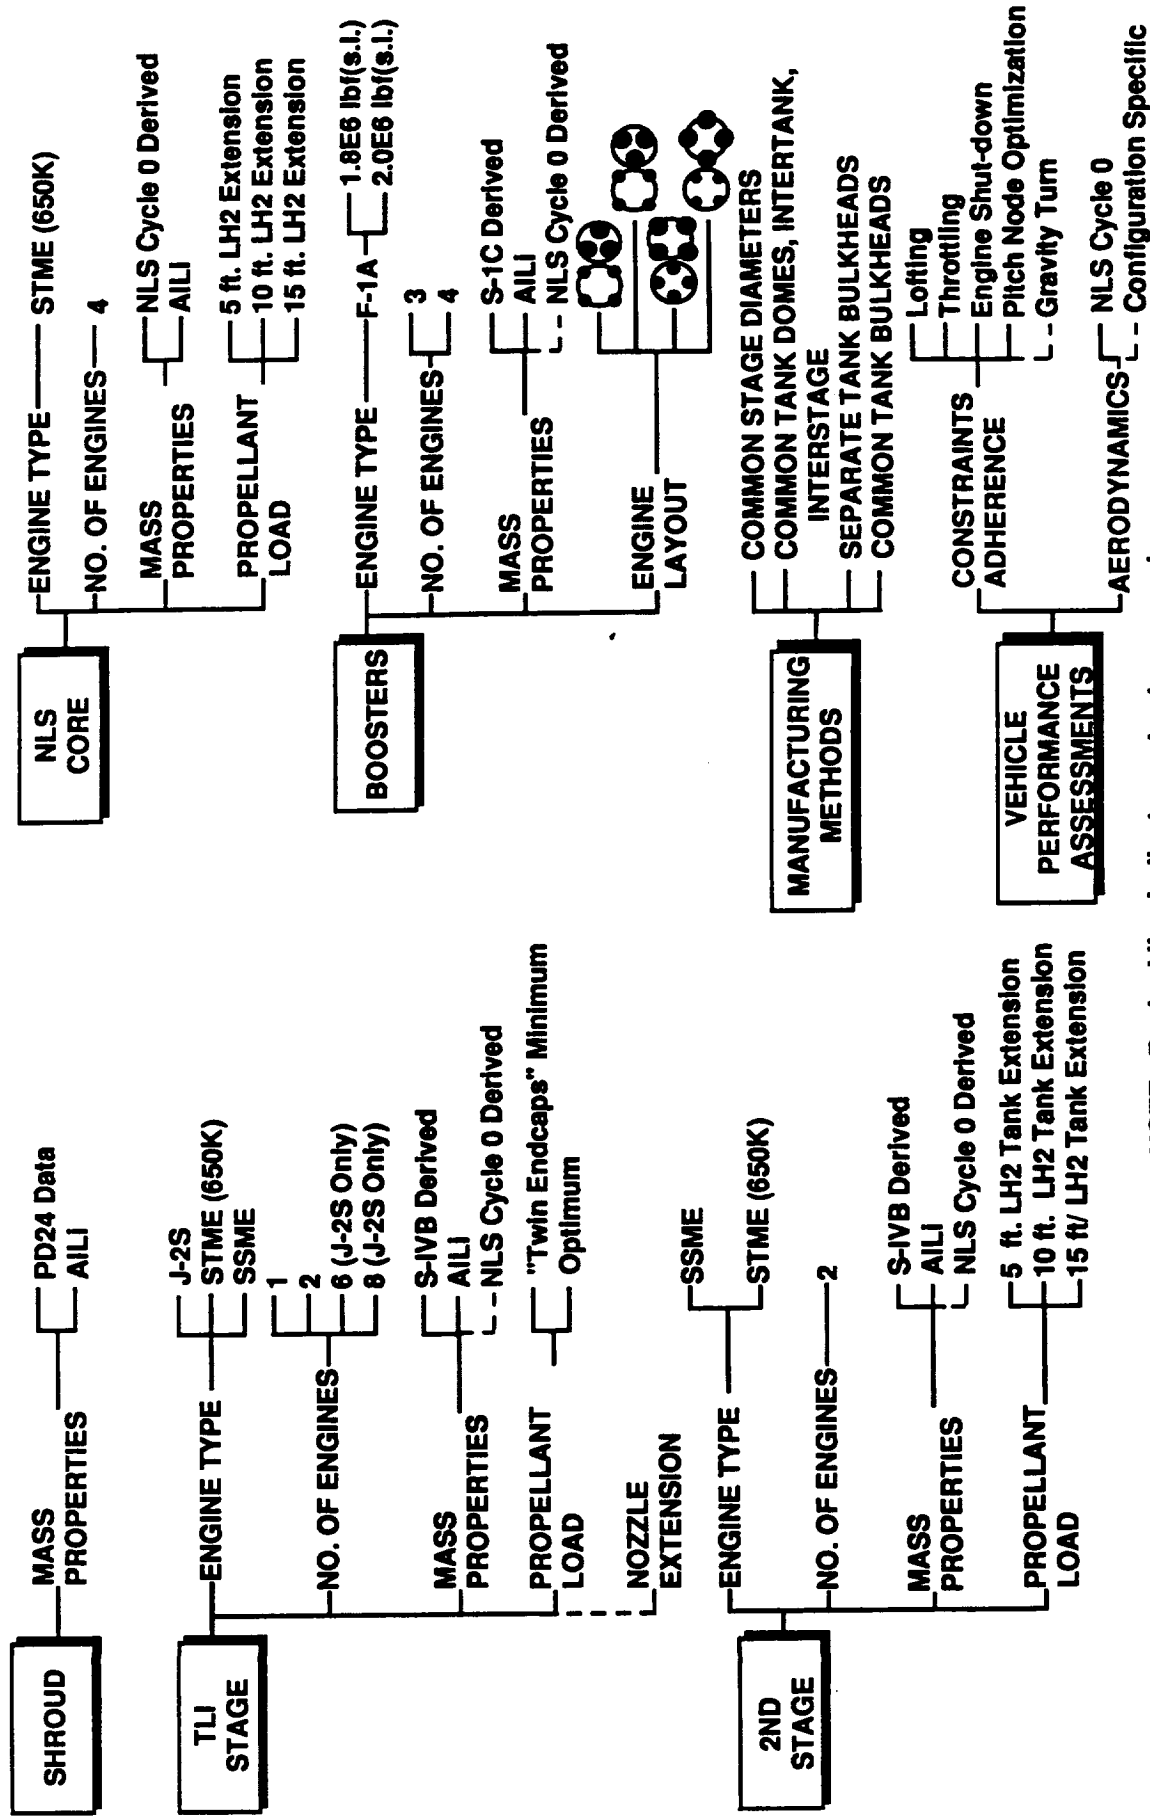 SHROUD
MASS
PROPERTIES
PD24 Data
AILI
TLI
STAGE
ENGINE TYPE
J-2S
STME (650K)
SSME
NO. OF ENGINES
1
2
6 (J-2S Only)
8 (J-2S Only)
MASS
PROPERTIES
S-IVB Derived
AILI
NLS Cycle 0 Derived
PROPELLANT
LOAD
"Twin Endcaps" Minimum
Optimum
NOZZLE
EXTENSION
2ND
STAGE
ENGINE TYPE
SSME
STME (650K)
NO. OF ENGINES
2
MASS
PROPERTIES
S-IVB Derived
AILI
NLS Cycle 0 Derived
PROPELLANT
LOAD
5 ft. LH2 Tank Extension
10 ft. LH2 Tank Extension
15 ft/ LH2 Tank Extension
NLS
CORE
ENGINE TYPE
STME (650K)
NO. OF ENGINES
4
MASS
PROPERTIES
NLS Cycle 0 Derived
AILI
PROPELLANT
LOAD
5 ft. LH2 Extension
10 ft. LH2 Extension
15 ft. LH2 Extension
BOOSTERS
ENGINE TYPE
F-1A
1.8E6 lbf(s.l.)
2.0E6 lbf(s.l.)
NO. OF ENGINES
3
4
MASS
PROPERTIES
S-1C Derived
AILI
NLS Cycle 0 Derived
ENGINE
LAYOUT
MANUFACTURING
METHODS
COMMON STAGE DIAMETERS
COMMON TANK DOMES, INTERTANK,
INTERSTAGE
SEPARATE TANK BULKHEADS
COMMON TANK BULKHEADS
VEHICLE
PERFORMANCE
ASSESSMENTS
CONSTRAINTS
ADHERENCE
Lofting
Throttling
Engine Shut-down
Pitch Node Optimization
Gravity Turn
AERODYNAMICS
NLS Cycle 0
Configuration Specific